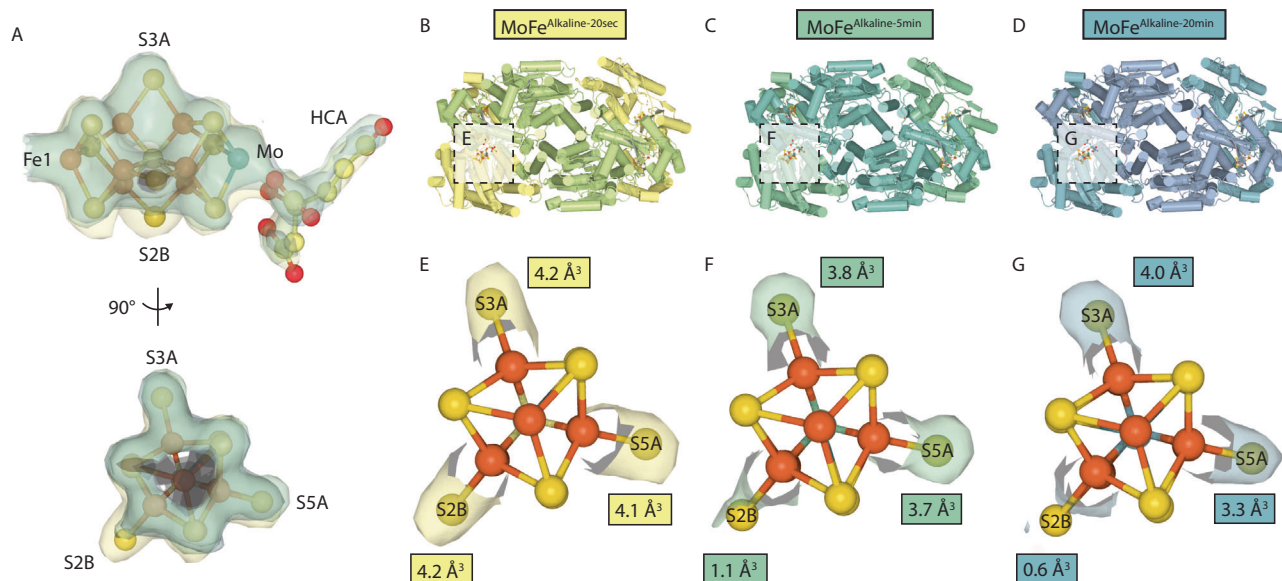 A
S3A
HCA
Fe1
Mo
S2B
90°
S3A
S5A
S2B
B
MoFe^Alkaline-20sec
E
C
MoFe^Alkaline-5min
F
D
MoFe^Alkaline-20min
G
E
4.2 Å³
S3A
S5A
S2B
4.1 Å³
4.2 Å³
F
3.8 Å³
S3A
S5A
S2B
3.7 Å³
1.1 Å³
G
4.0 Å³
S3A
S5A
S2B
3.3 Å³
0.6 Å³